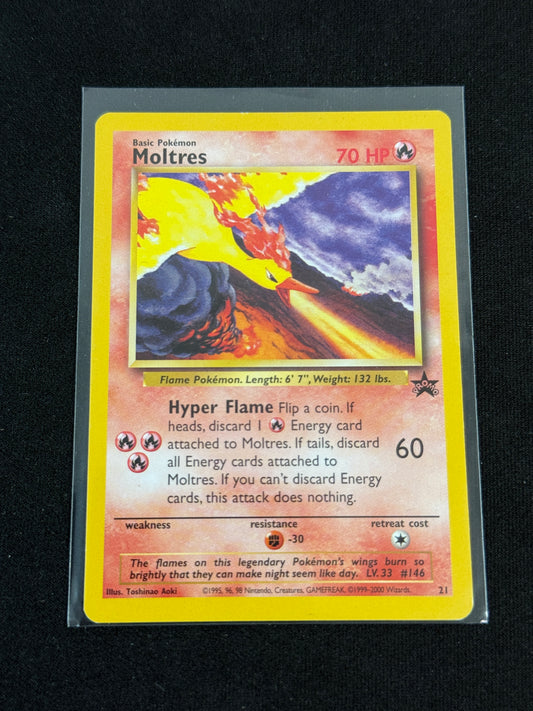 Basic Pokémon
Moltres 70 HP
Flame Pokémon. Length: 6' 7", Weight: 132 lbs.
PROMO
Hyper Flame Flip a coin. If
heads, discard 1 Energy card
attached to Moltres. If tails, discard
all Energy cards attached to
Moltres. If you can't discard Energy
cards, this attack does nothing.
60
weakness resistance retreat cost
-30
The flames on this legendary Pokémon's wings burn so
brightly that they can make night seem like day. LV. 33 #146
Illus. Toshinao Aoki ©1995, 96, 98 Nintendo, Creatures, GAMEFREAK. ©1999-2000 Wizards. 21